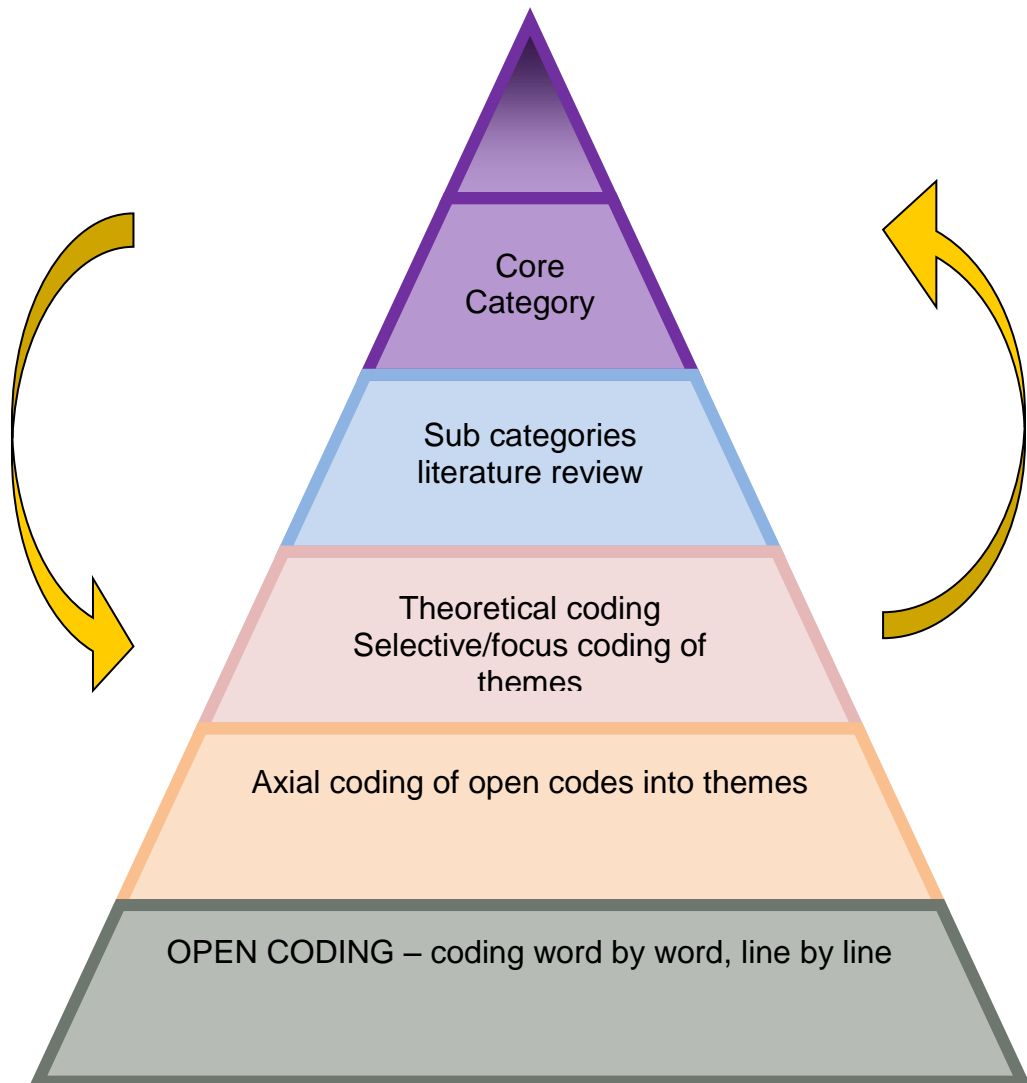 Core
Category
Sub categories
literature review
Theoretical coding
Selective/focus coding of
themes
Axial coding of open codes into themes
OPEN CODING – coding word by word, line by line